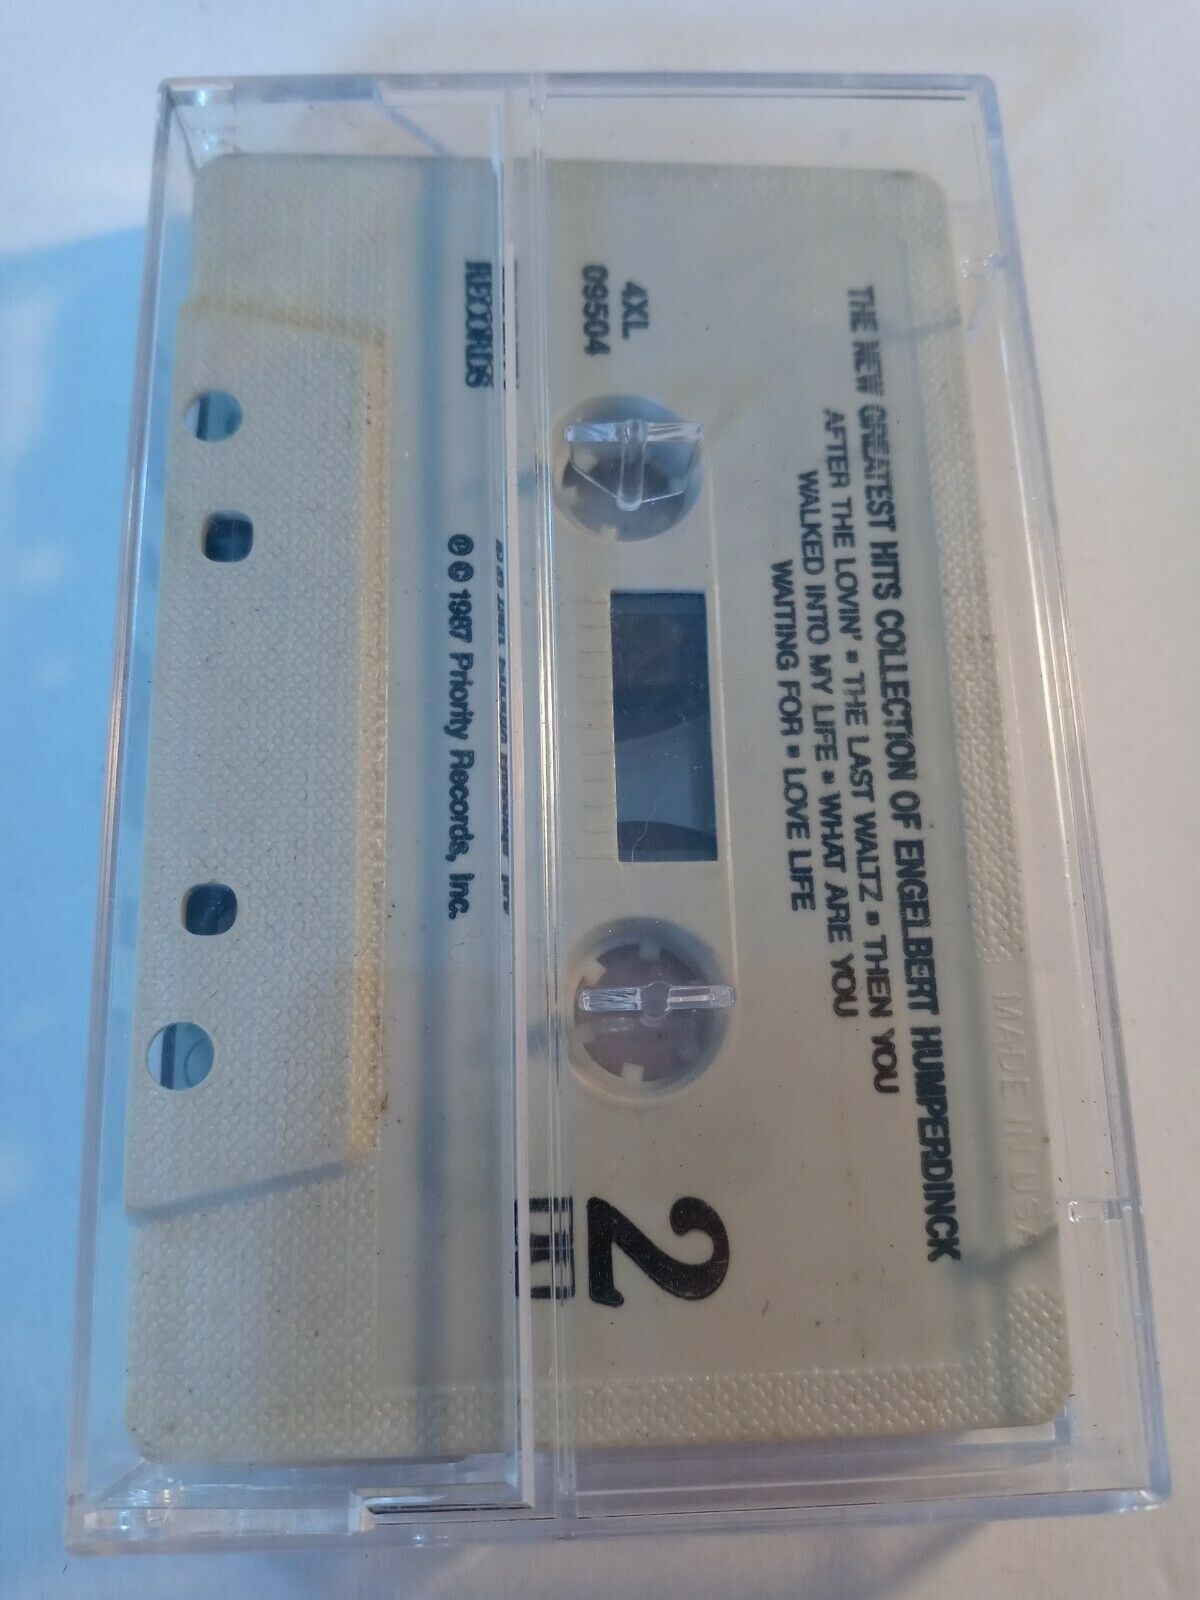 THE NEW GREATEST HITS COLLECTION OF ENGELBERT HUMPERDINCK
AFTER THE LOVIN' ▪ THE LAST WALTZ ▪ THEN YOU
WALKED INTO MY LIFE ▪ WHAT ARE YOU
WAITING FOR ▪ LOVE LIFE
4XL
09504
2
RECORDS
℗ © 1987 Priority Records, Inc.
MADE IN USA